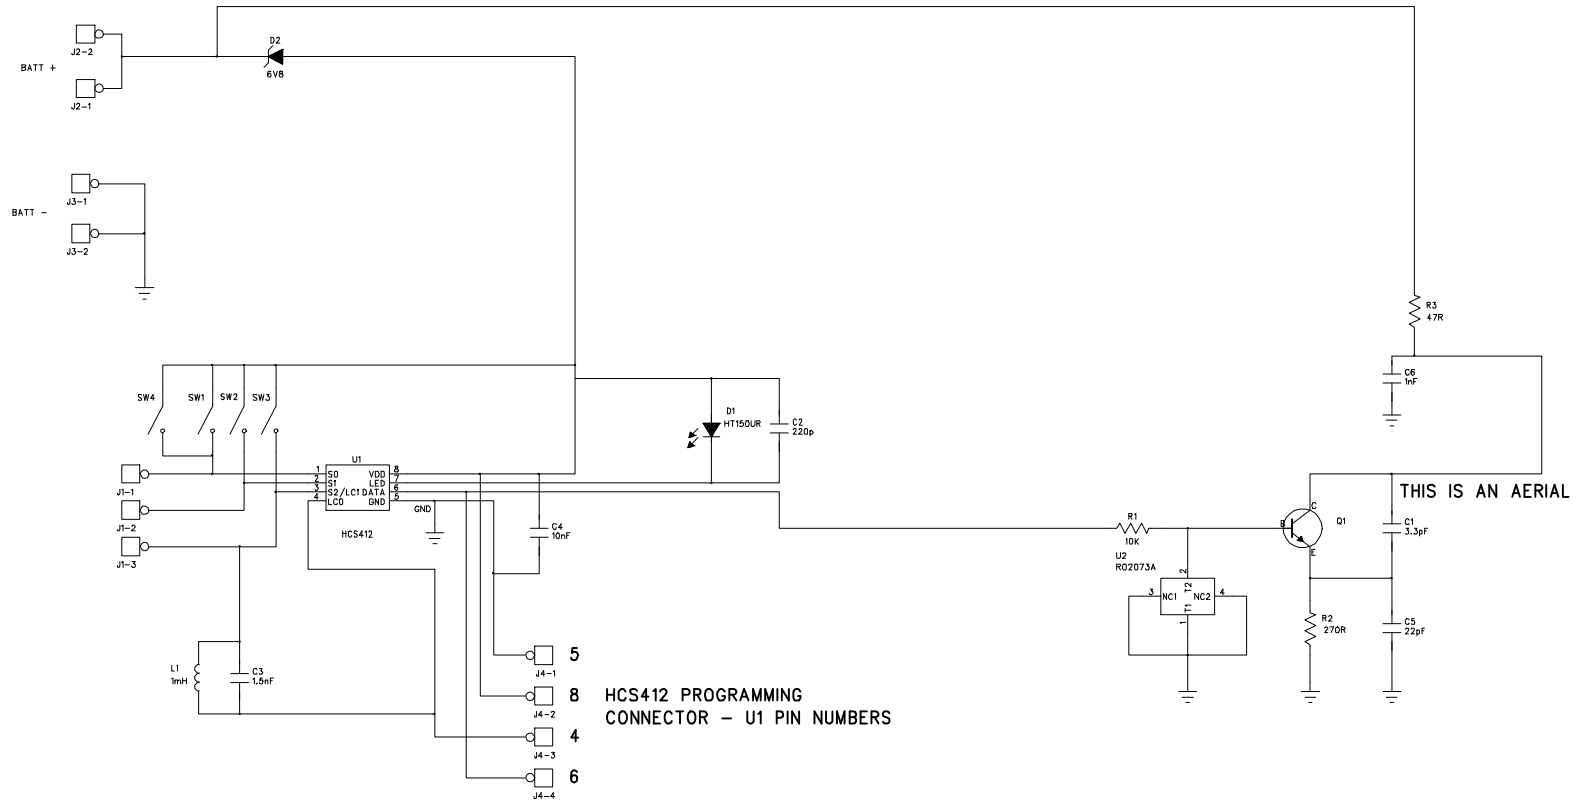 J2-2
BATT +
J2-1
D2
6V8
J3-1
BATT -
J3-2
R3
47R
C6
1nF
SW4
SW1
SW2
SW3
D1
HT150UR
C2
220p
U1
1 S0 VDD 8
2 S1 LED 7
3 S2/LC1 DATA 6
4 LC0 GND 5
HCS412
GND
C4
10nF
J1-1
J1-2
J1-3
THIS IS AN AERIAL
R1
10K
B
C
E
Q1
C1
3.3pF
U2
RO2073A
2
T2
3 NC1 NC2 4
T1
1
R2
270R
C5
22pF
L1
1mH
C3
1.5nF
5
J4-1
8
J4-2
4
J4-3
6
J4-4
HCS412 PROGRAMMING
CONNECTOR - U1 PIN NUMBERS